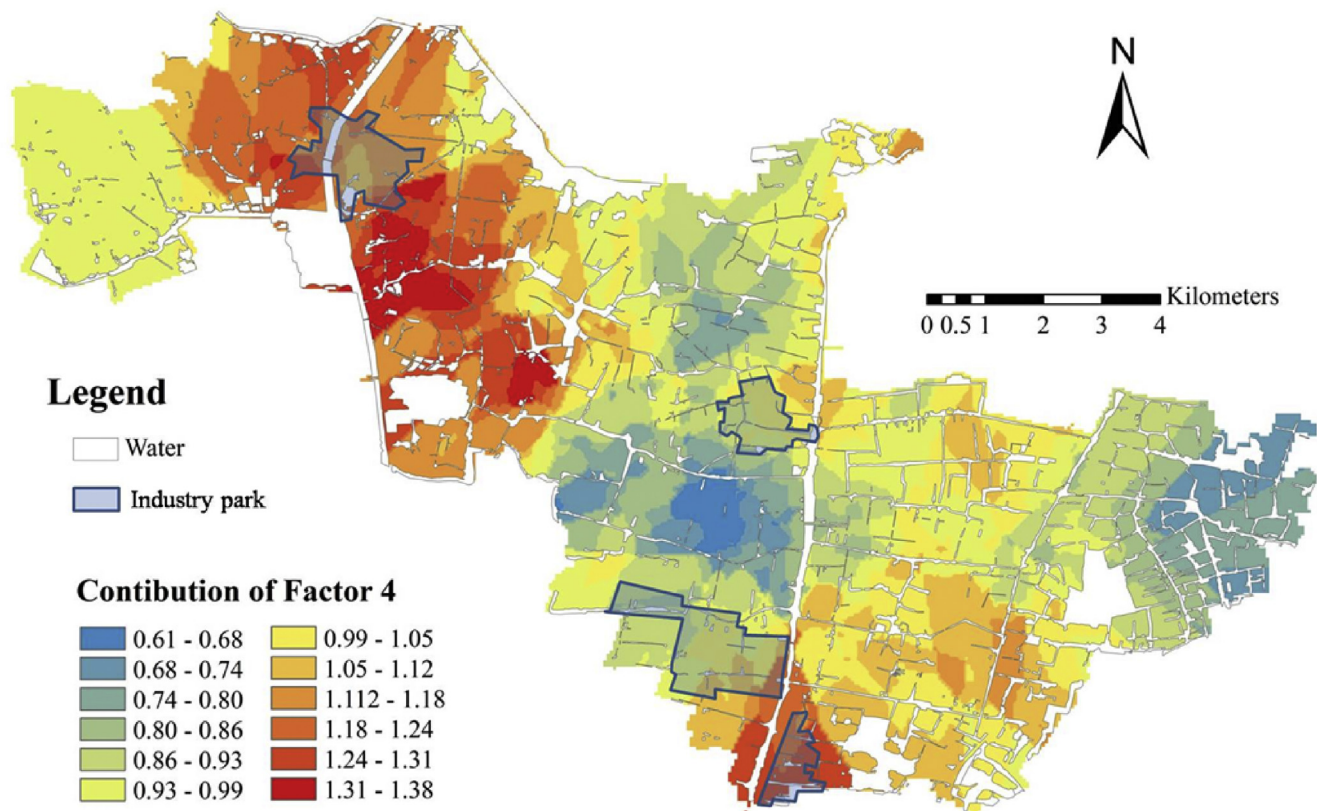 N
Kilometers
0 0.5 1 2 3 4
Legend
Water
Industry park
Contibution of Factor 4
0.61 - 0.68
0.68 - 0.74
0.74 - 0.80
0.80 - 0.86
0.86 - 0.93
0.93 - 0.99
0.99 - 1.05
1.05 - 1.12
1.112 - 1.18
1.18 - 1.24
1.24 - 1.31
1.31 - 1.38